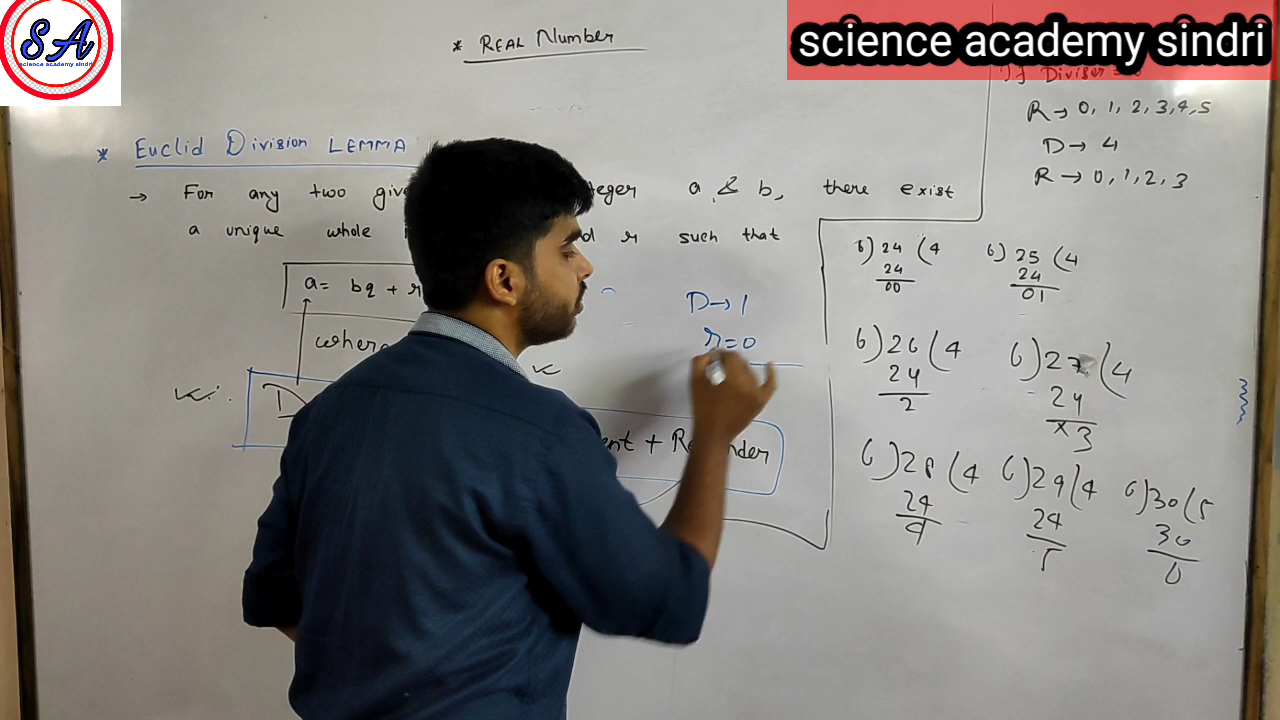 SA
science academy sindri
science academy sindri
* REAL Number
* Euclid Division LEMMA
→ For any two give teger a & b, there exist
a unique whole nd r such that
a = bq + r
where
D → 1
r = 0
ent + Re nder
If Divisor = 6
R → 0, 1, 2, 3, 4, 5
D → 4
R → 0, 1, 2, 3
6) 24 (4
24
00
6) 25 (4
24
01
6) 26 (4
24
2
6) 27 (4
24
x3
6) 28 (4
24
4
6) 29 (4
24
5
6) 30 (5
30
0